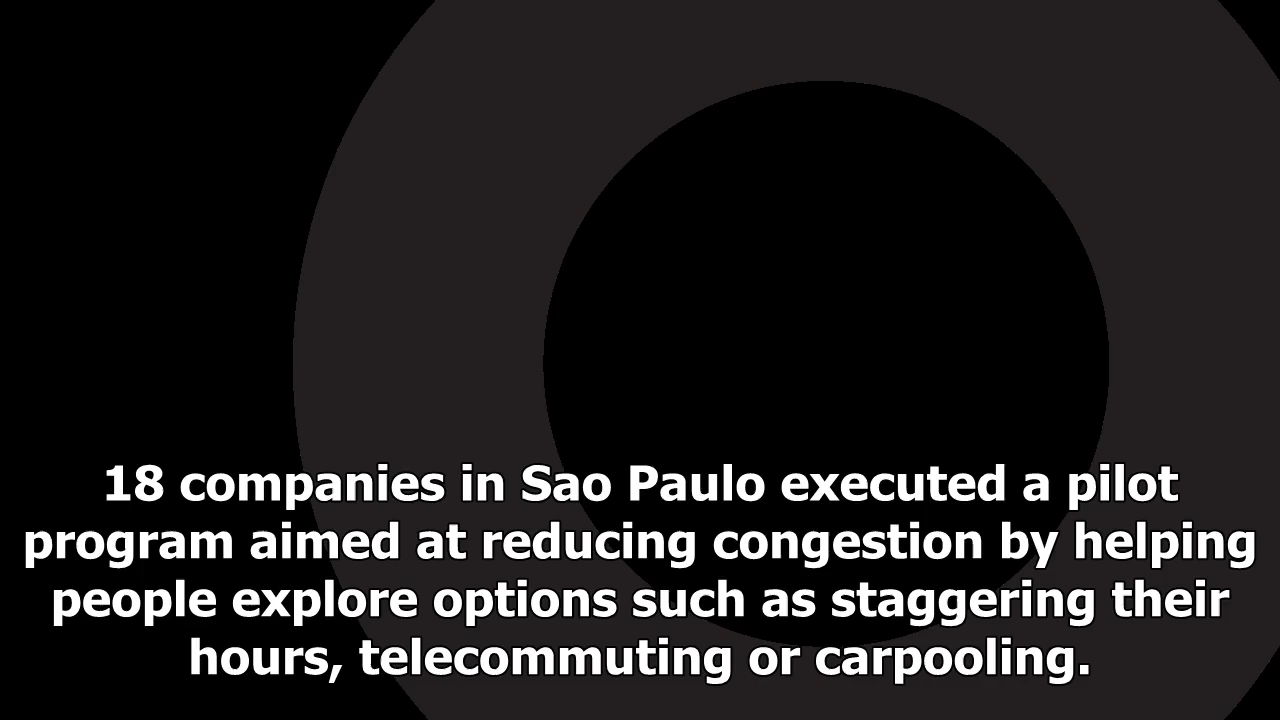 18 companies in Sao Paulo executed a pilot
program aimed at reducing congestion by helping
people explore options such as staggering their
hours, telecommuting or carpooling.